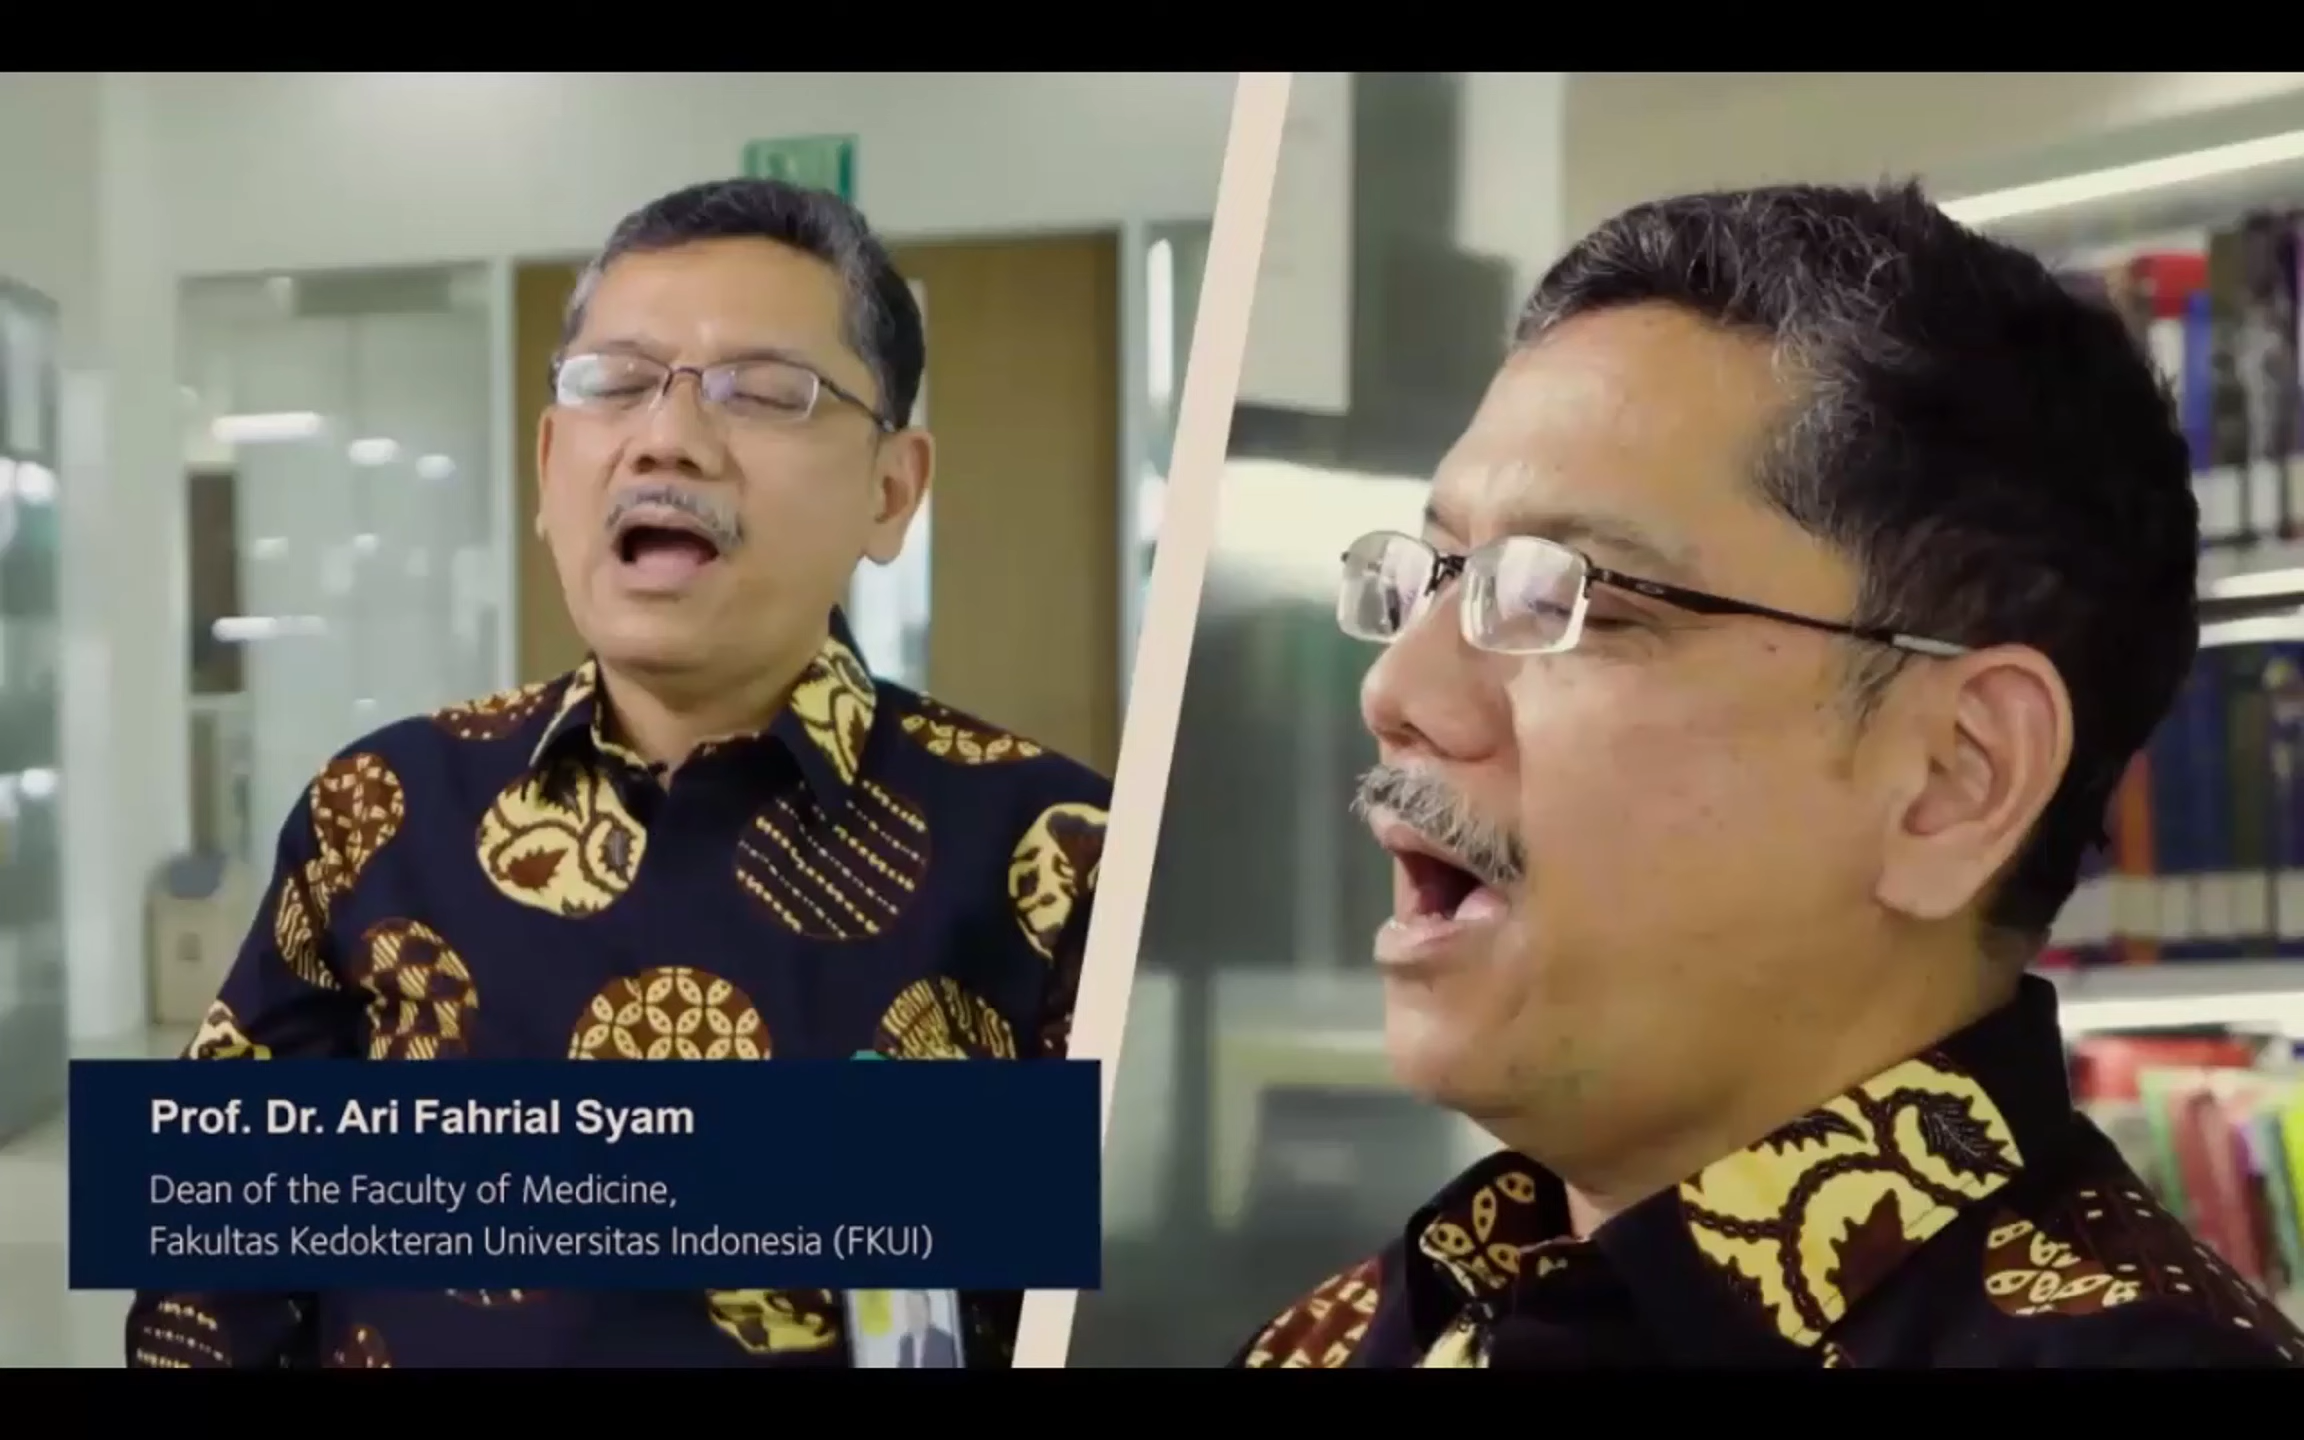 Prof. Dr. Ari Fahrial Syam
Dean of the Faculty of Medicine,
Fakultas Kedokteran Universitas Indonesia (FKUI)